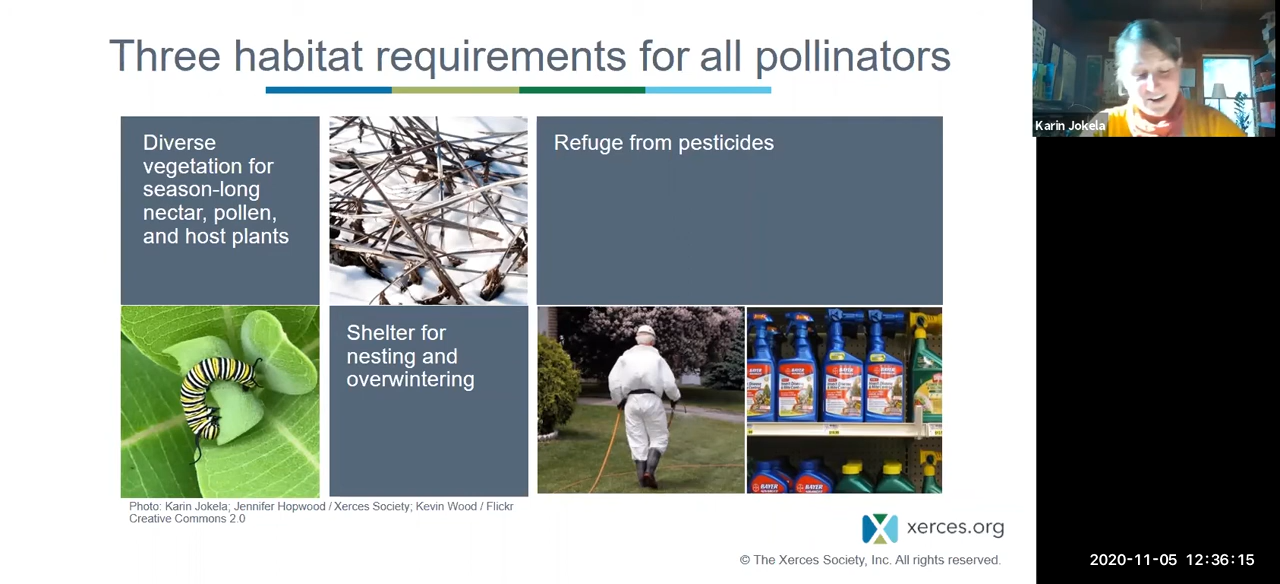 Three habitat requirements for all pollinators
Karin Jokela
Diverse
vegetation for
season-long
nectar, pollen,
and host plants
Refuge from pesticides
Shelter for
nesting and
overwintering
BAYER
BAYER
Photo: Karin Jokela; Jennifer Hopwood / Xerces Society; Kevin Wood / Flickr
Creative Commons 2.0
xerces.org
© The Xerces Society, Inc. All rights reserved.
2020-11-05 12:36:15